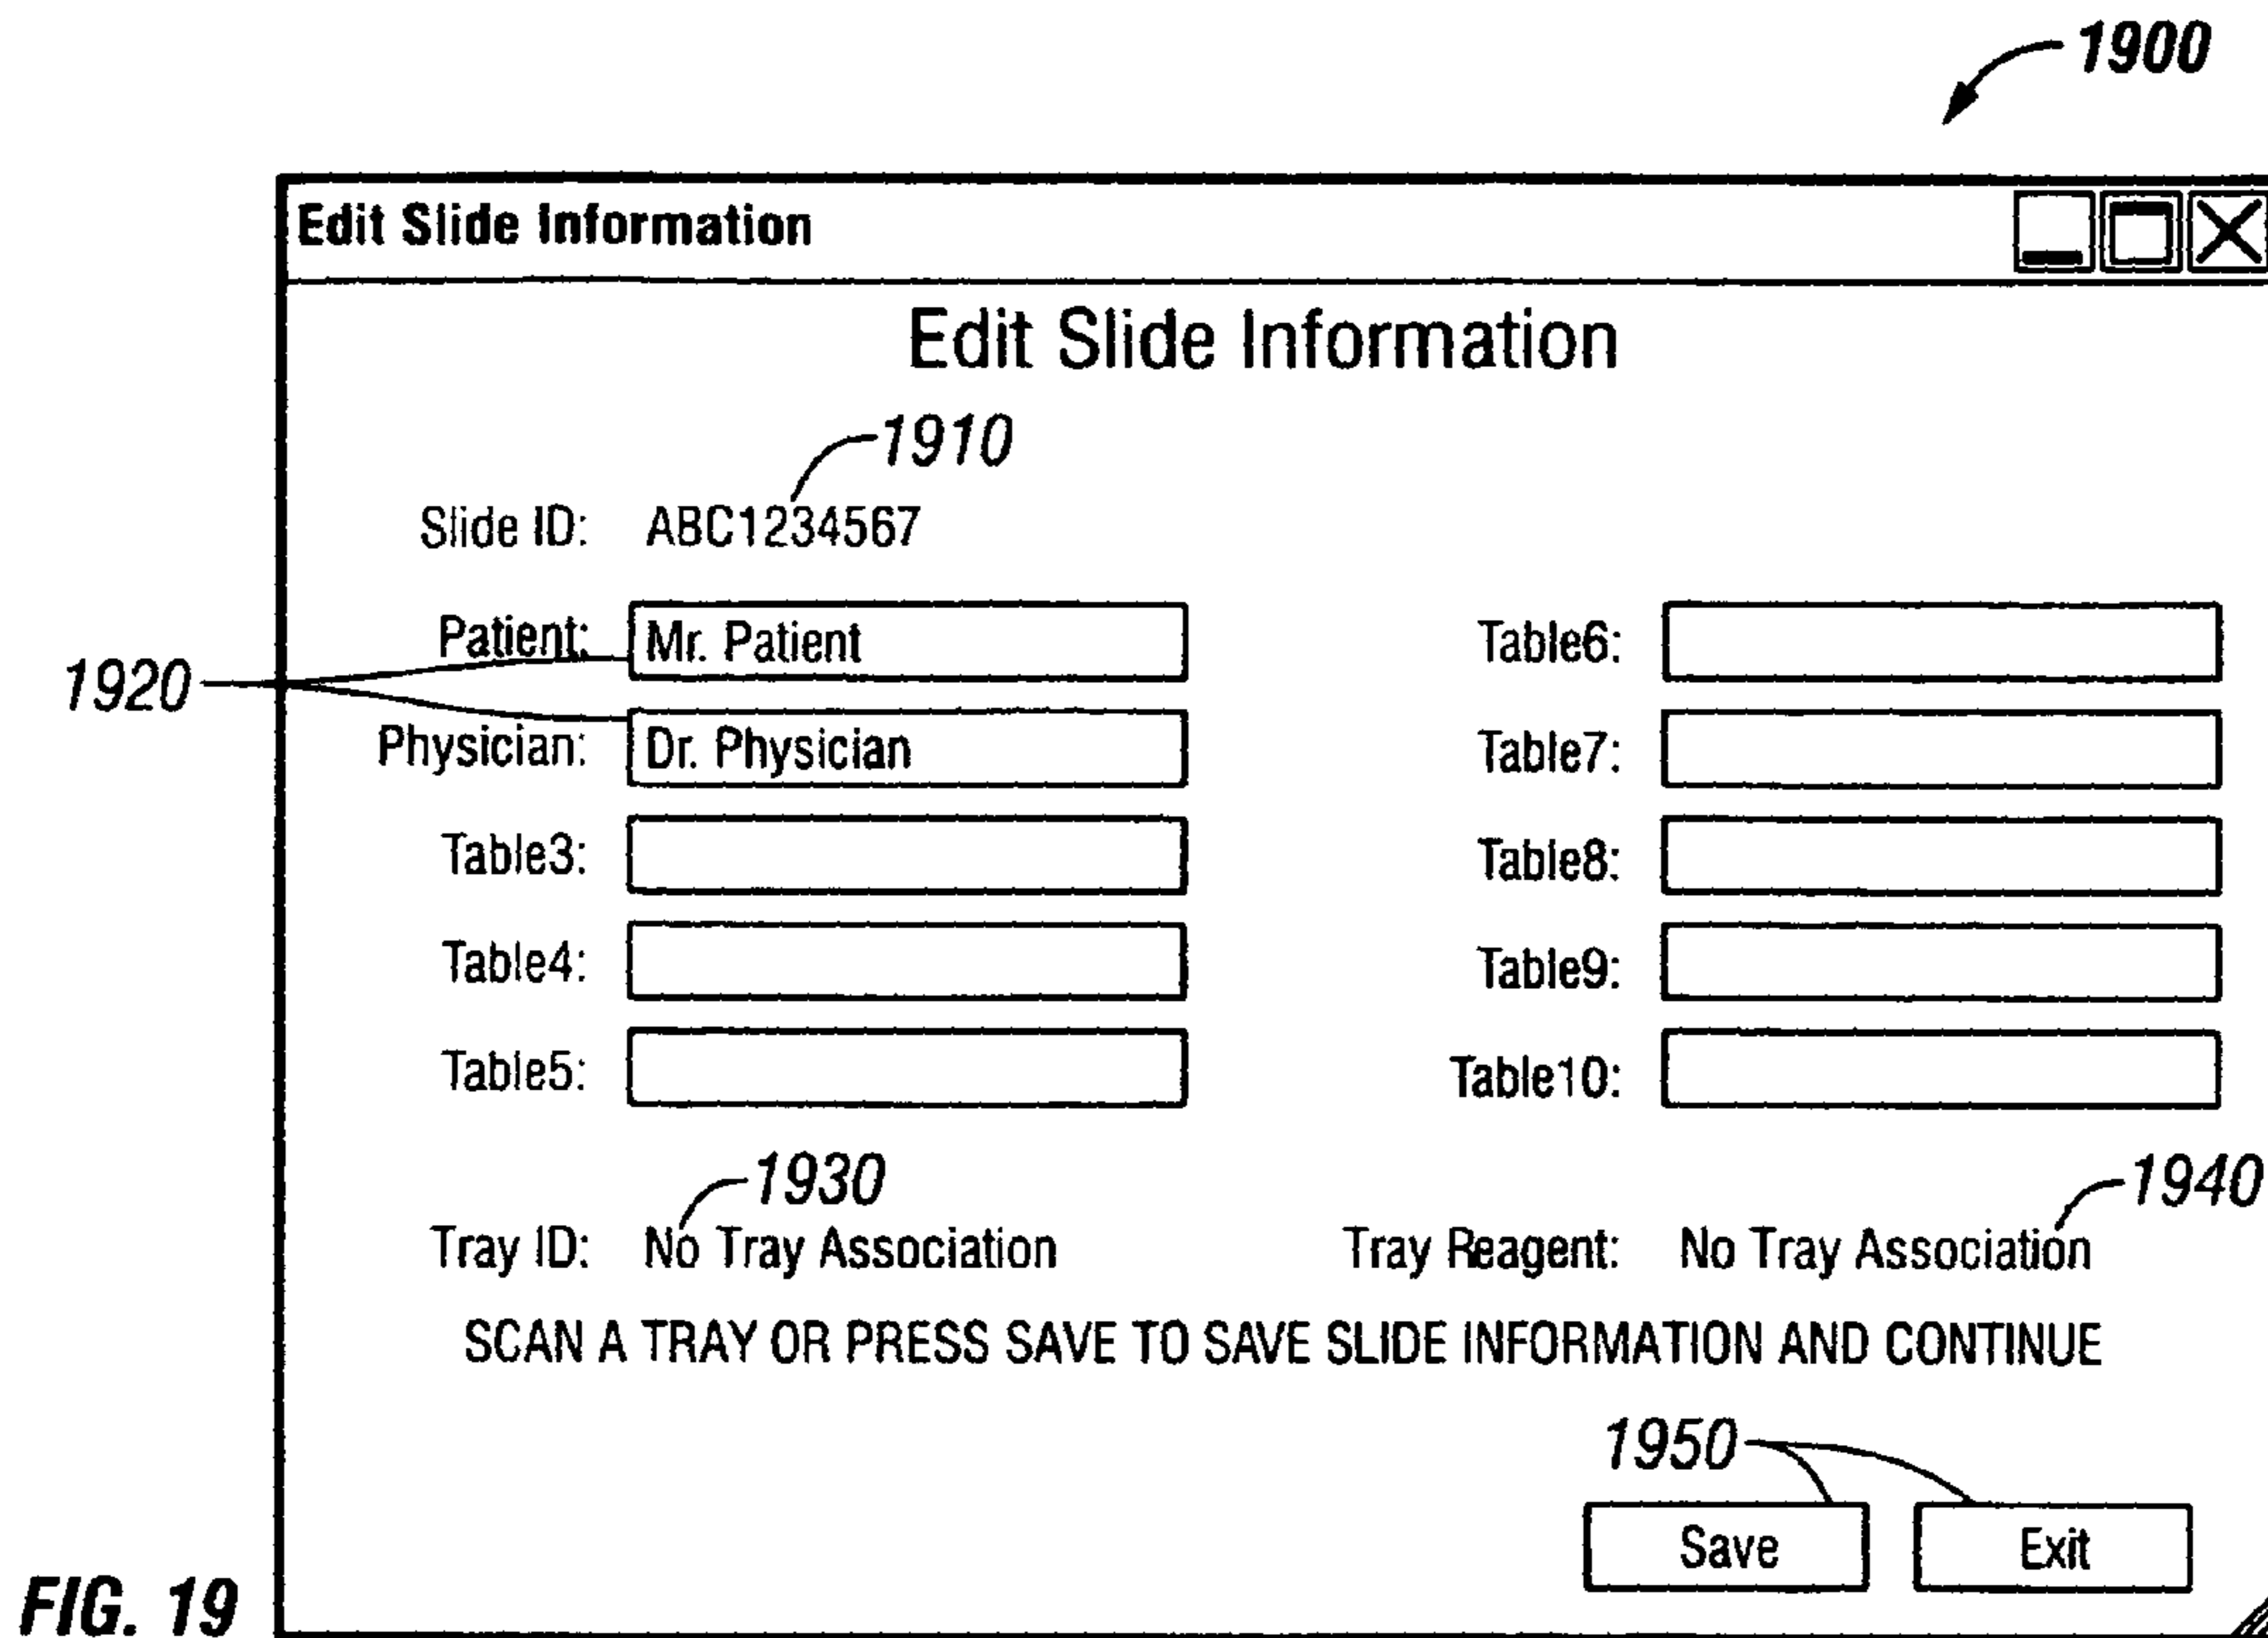 1900
Edit Slide Information
Edit Slide Information
1910
Slide ID: ABC1234567
Patient: Mr. Patient Table6:
1920
Physician: Dr. Physician Table7:
Table3: Table8:
Table4: Table9:
Table5: Table10:
1930 1940
Tray ID: No Tray Association Tray Reagent: No Tray Association
SCAN A TRAY OR PRESS SAVE TO SAVE SLIDE INFORMATION AND CONTINUE
1950
Save Exit
FIG. 19